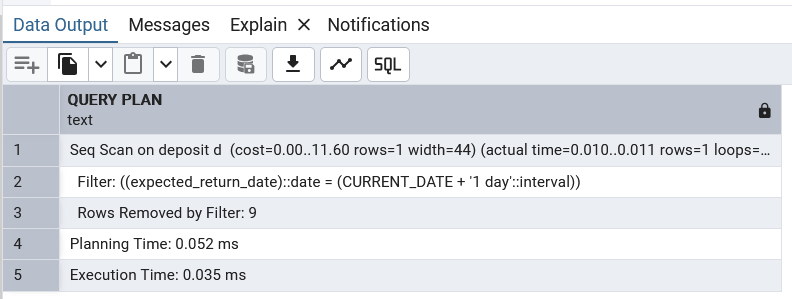 Data Output Messages Explain × Notifications
SQL
QUERY PLAN
text
1 Seq Scan on deposit d (cost=0.00..11.60 rows=1 width=44) (actual time=0.010..0.011 rows=1 loops=...
2 Filter: ((expected_return_date)::date = (CURRENT_DATE + '1 day'::interval))
3 Rows Removed by Filter: 9
4 Planning Time: 0.052 ms
5 Execution Time: 0.035 ms